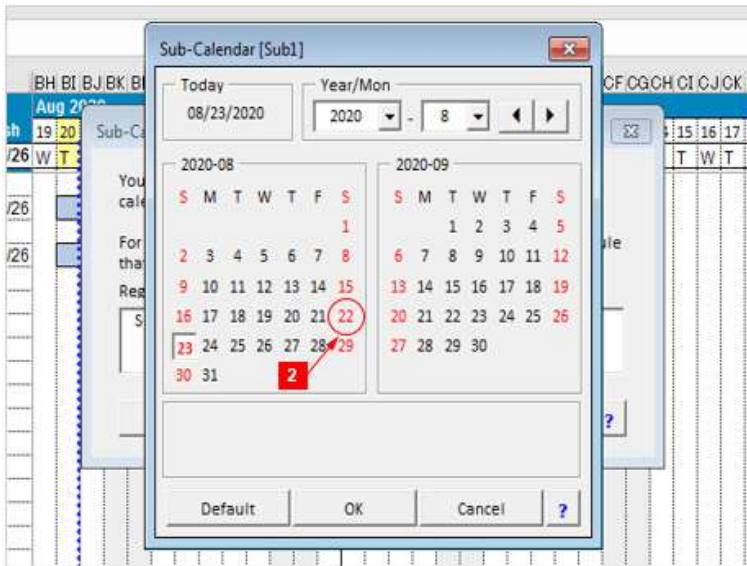 Sub-Calendar [Sub1]
BH BI BJ BK CF CG CH CI CJ CK
Aug 2020
19 20 15 16 17
/26 W T T W T
/26
/26
Sub-Ca
You
cale
For
tha
Reg
S
?
Today
08/23/2020
Year/Mon
2020 - 8
2020-08
S M T W T F S
1
2 3 4 5 6 7 8
9 10 11 12 13 14 15
16 17 18 19 20 21 22
23 24 25 26 27 28 29
30 31
2
2020-09
S M T W T F S
1 2 3 4 5
6 7 8 9 10 11 12
13 14 15 16 17 18 19
20 21 22 23 24 25 26
27 28 29 30
Default OK Cancel ?